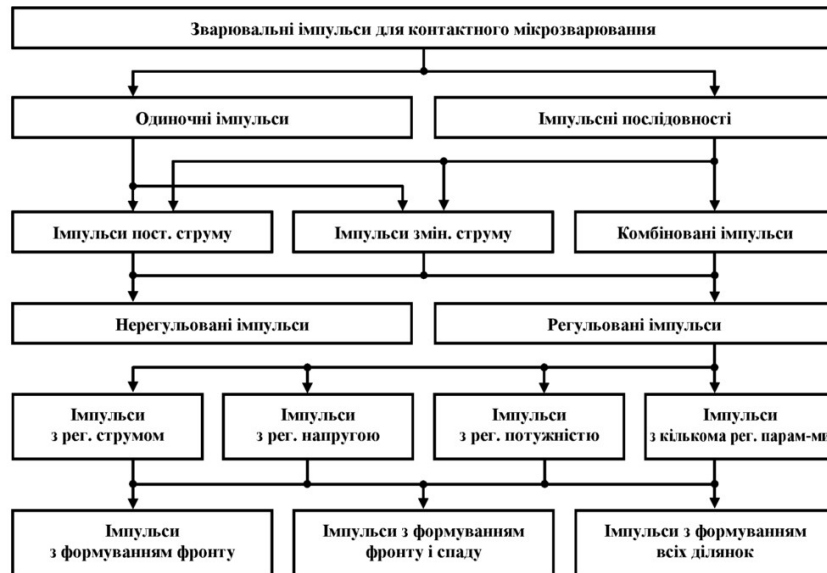 Зварювальні імпульси для контактного мікрозварювання
Одиночні імпульси
Імпульсні послідовності
Імпульси пост. струму
Імпульси змін. струму
Комбіновані імпульси
Нерегульовані імпульси
Регульовані імпульси
Імпульси
з рег. струмом
Імпульси
з рег. напругою
Імпульси
з рег. потужністю
Імпульси
з кількома рег. парам-ми
Імпульси
з формуванням фронту
Імпульси з формуванням
фронту і спаду
Імпульси з формуванням
всіх ділянок